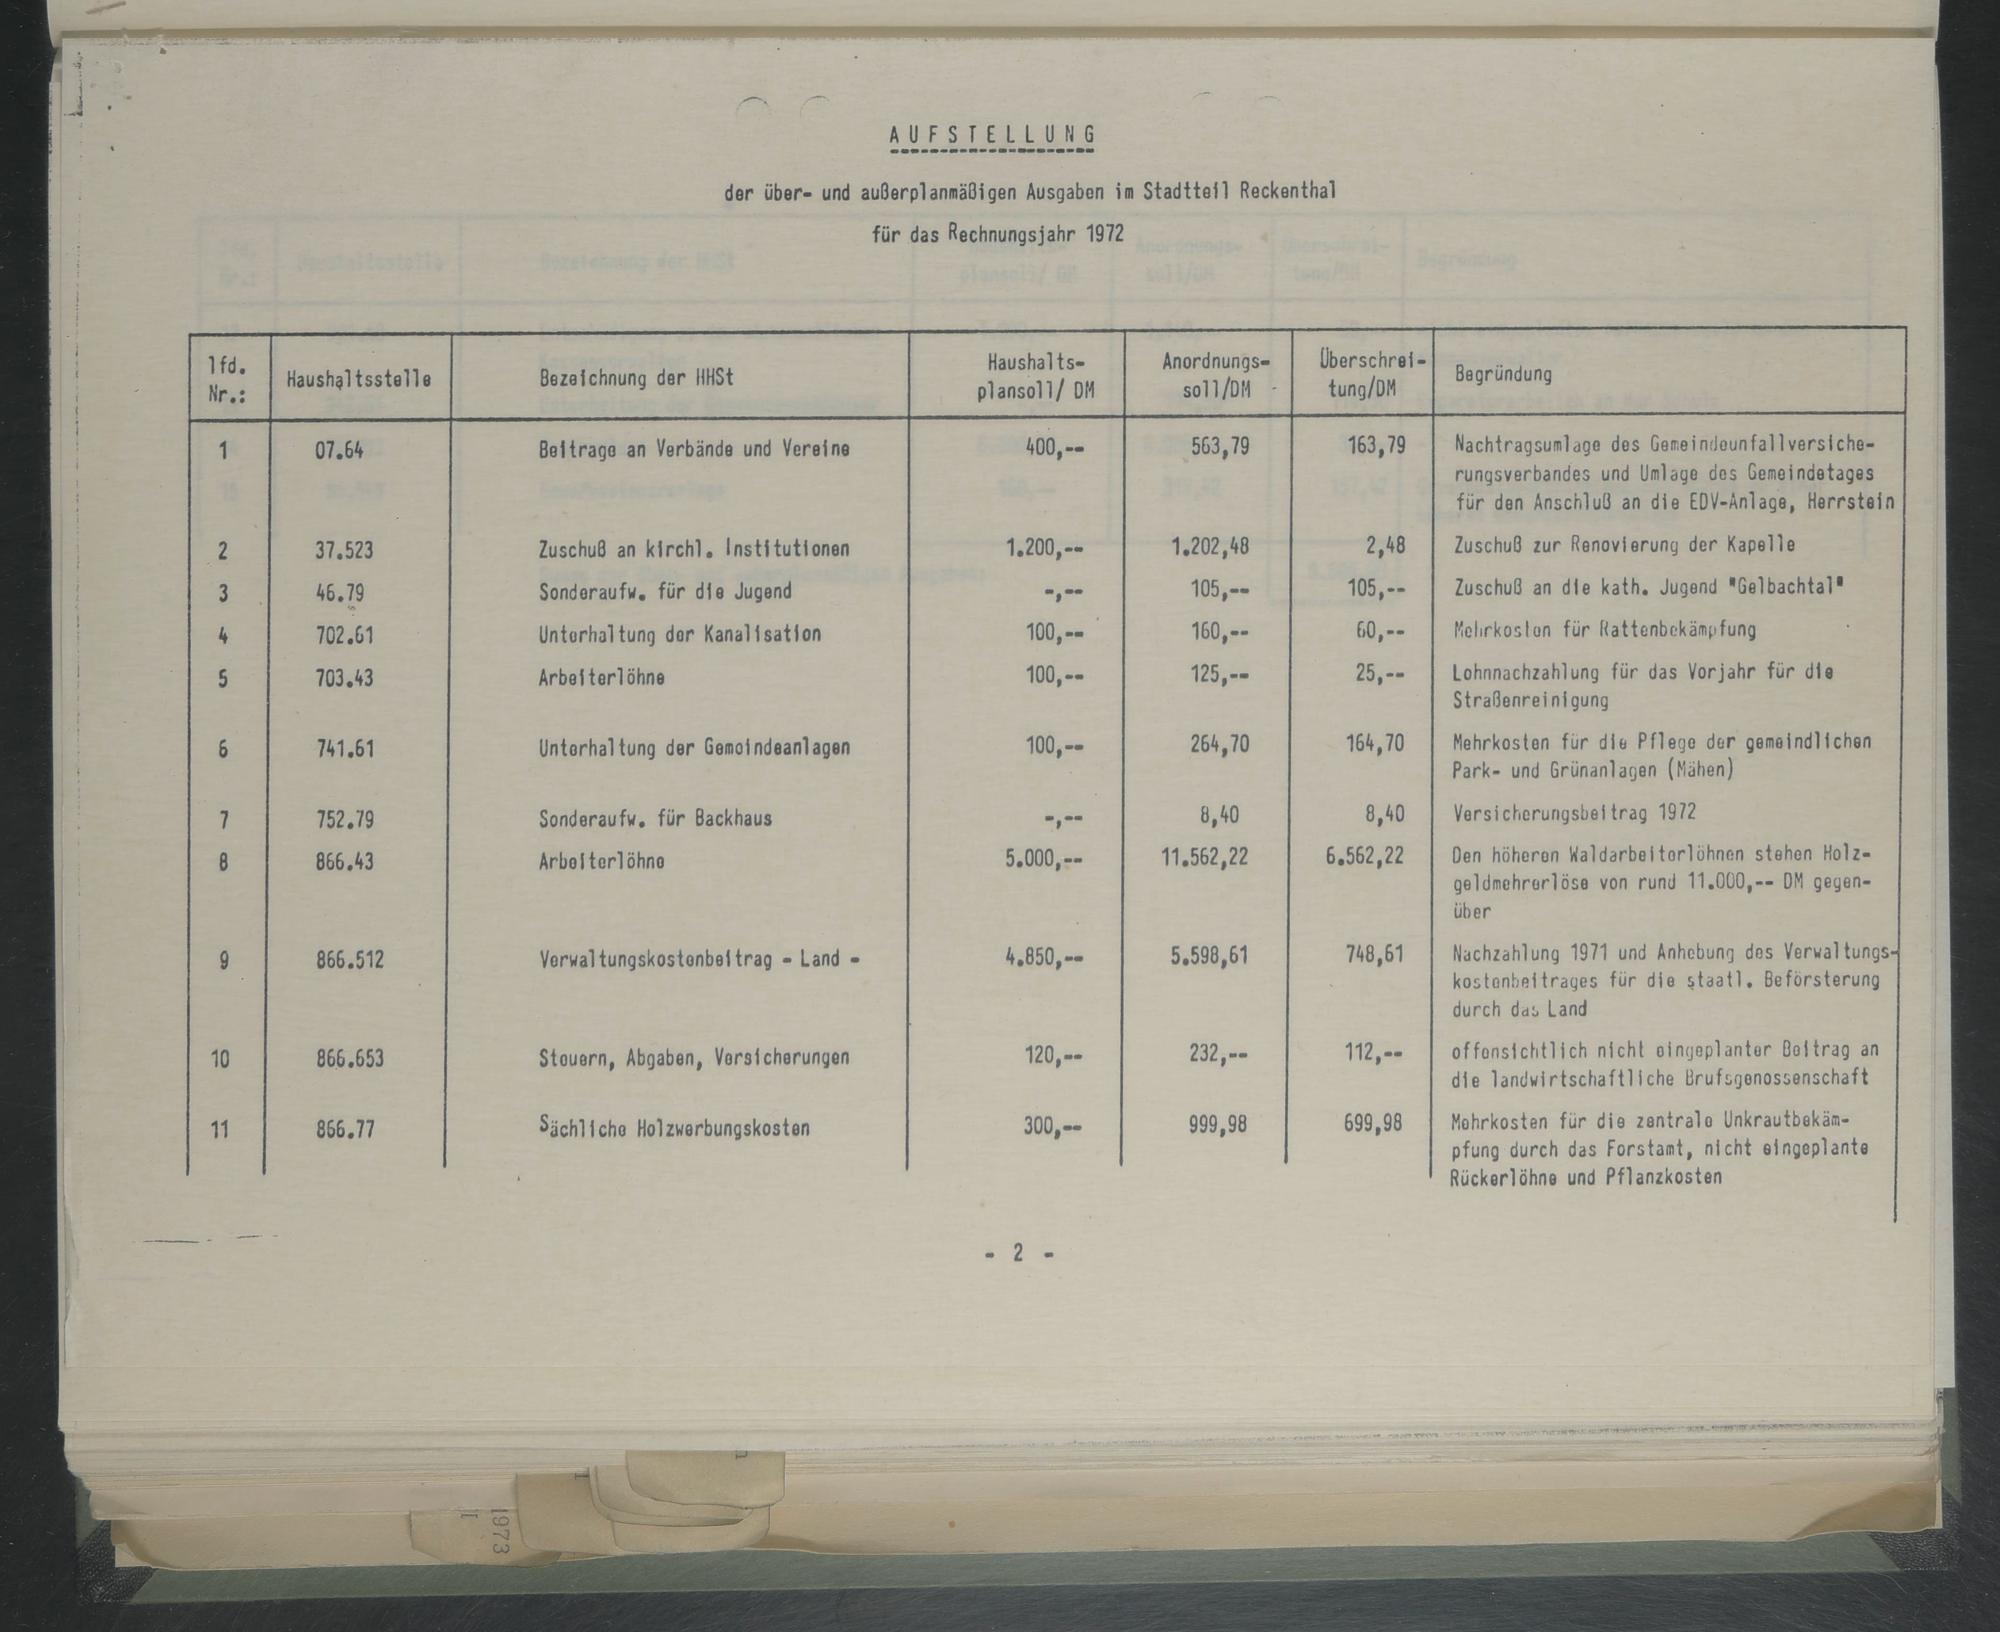 AUFSTELLUNG
der über- und außerplanmäßigen Ausgaben im Stadtteil Reckenthal
für das Rechnungsjahr 1972
lfd. Nr.: Haushaltsstelle Bezeichnung der HHSt Haushalts-plansoll/ DM Anordnungs-soll/DM Überschrei-tung/DM Begründung
1 07.64 Beitrage an Verbände und Vereine 400,-- 563,79 163,79 Nachtragsumlage des Gemeindeunfallversiche-
rungsverbandes und Umlage des Gemeindetages
für den Anschluß an die EDV-Anlage, Herrstein
2 37.523 Zuschuß an kirchl. Institutionen 1.200,-- 1.202,48 2,48 Zuschuß zur Renovierung der Kapelle
3 46.79 Sonderaufw. für die Jugend -,-- 105,-- 105,-- Zuschuß an die kath. Jugend "Gelbachtal"
4 702.61 Unterhaltung der Kanalisation 100,-- 160,-- 60,-- Mehrkosten für Rattenbekämpfung
5 703.43 Arbeiterlöhne 100,-- 125,-- 25,-- Lohnnachzahlung für das Vorjahr für die
Straßenreinigung
6 741.61 Unterhaltung der Gemeindeanlagen 100,-- 264,70 164,70 Mehrkosten für die Pflege der gemeindlichen
Park- und Grünanlagen (Mähen)
7 752.79 Sonderaufw. für Backhaus -,-- 8,40 8,40 Versicherungsbeitrag 1972
8 866.43 Arbeiterlöhne 5.000,-- 11.562,22 6.562,22 Den höheren Waldarbeiterlöhnen stehen Holz-
geldmehrerlöse von rund 11.000,-- DM gegen-
über
9 866.512 Verwaltungskostenbeitrag - Land - 4.850,-- 5.598,61 748,61 Nachzahlung 1971 und Anhebung des Verwaltungs-
kostenbeitrages für die staatl. Beförsterung
durch das Land
10 866.653 Steuern, Abgaben, Versicherungen 120,-- 232,-- 112,-- offensichtlich nicht eingeplanter Beitrag an
die landwirtschaftliche Brufsgenossenschaft
11 866.77 Sächliche Holzwerbungskosten 300,-- 999,98 699,98 Mehrkosten für die zentrale Unkrautbekäm-
pfung durch das Forstamt, nicht eingeplante
Rückerlöhne und Pflanzkosten
- 2 -
1973